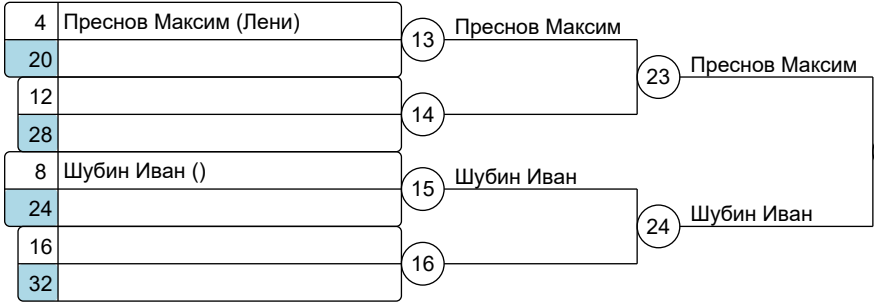 4 Преснов Максим (Лени)
13 Преснов Максим
20
23 Преснов Максим
12
14
28
8 Шубин Иван ()
15 Шубин Иван
24
24 Шубин Иван
16
16
32